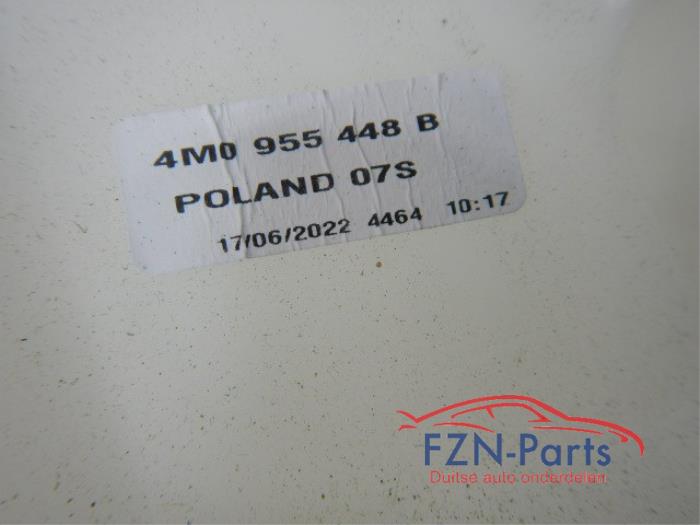 4M0 955 448 B
POLAND 07S
17/06/2022 4464 10:17
FZN-Parts
Duitse auto onderdelen